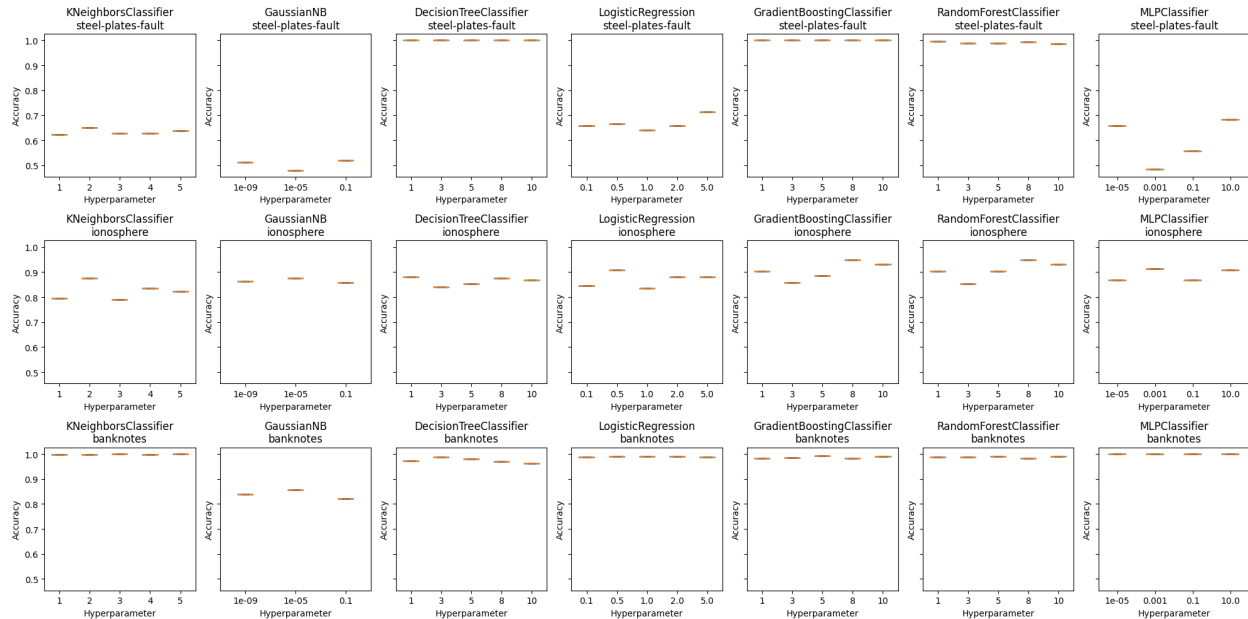 KNeighborsClassifier
steel-plates-fault
Accuracy
1.0
0.9
0.8
0.7
0.6
0.5
1 2 3 4 5
Hyperparameter
GaussianNB
steel-plates-fault
Accuracy
1e-09 1e-05 0.1
Hyperparameter
DecisionTreeClassifier
steel-plates-fault
Accuracy
1 3 5 8 10
Hyperparameter
LogisticRegression
steel-plates-fault
Accuracy
0.1 0.5 1.0 2.0 5.0
Hyperparameter
GradientBoostingClassifier
steel-plates-fault
Accuracy
1 3 5 8 10
Hyperparameter
RandomForestClassifier
steel-plates-fault
Accuracy
1 3 5 8 10
Hyperparameter
MLPClassifier
steel-plates-fault
Accuracy
1e-05 0.001 0.1 10.0
Hyperparameter
KNeighborsClassifier
ionosphere
Accuracy
1.0
0.9
0.8
0.7
0.6
0.5
1 2 3 4 5
Hyperparameter
GaussianNB
ionosphere
Accuracy
1e-09 1e-05 0.1
Hyperparameter
DecisionTreeClassifier
ionosphere
Accuracy
1 3 5 8 10
Hyperparameter
LogisticRegression
ionosphere
Accuracy
0.1 0.5 1.0 2.0 5.0
Hyperparameter
GradientBoostingClassifier
ionosphere
Accuracy
1 3 5 8 10
Hyperparameter
RandomForestClassifier
ionosphere
Accuracy
1 3 5 8 10
Hyperparameter
MLPClassifier
ionosphere
Accuracy
1e-05 0.001 0.1 10.0
Hyperparameter
KNeighborsClassifier
banknotes
Accuracy
1.0
0.9
0.8
0.7
0.6
0.5
1 2 3 4 5
Hyperparameter
GaussianNB
banknotes
Accuracy
1e-09 1e-05 0.1
Hyperparameter
DecisionTreeClassifier
banknotes
Accuracy
1 3 5 8 10
Hyperparameter
LogisticRegression
banknotes
Accuracy
0.1 0.5 1.0 2.0 5.0
Hyperparameter
GradientBoostingClassifier
banknotes
Accuracy
1 3 5 8 10
Hyperparameter
RandomForestClassifier
banknotes
Accuracy
1 3 5 8 10
Hyperparameter
MLPClassifier
banknotes
Accuracy
1e-05 0.001 0.1 10.0
Hyperparameter